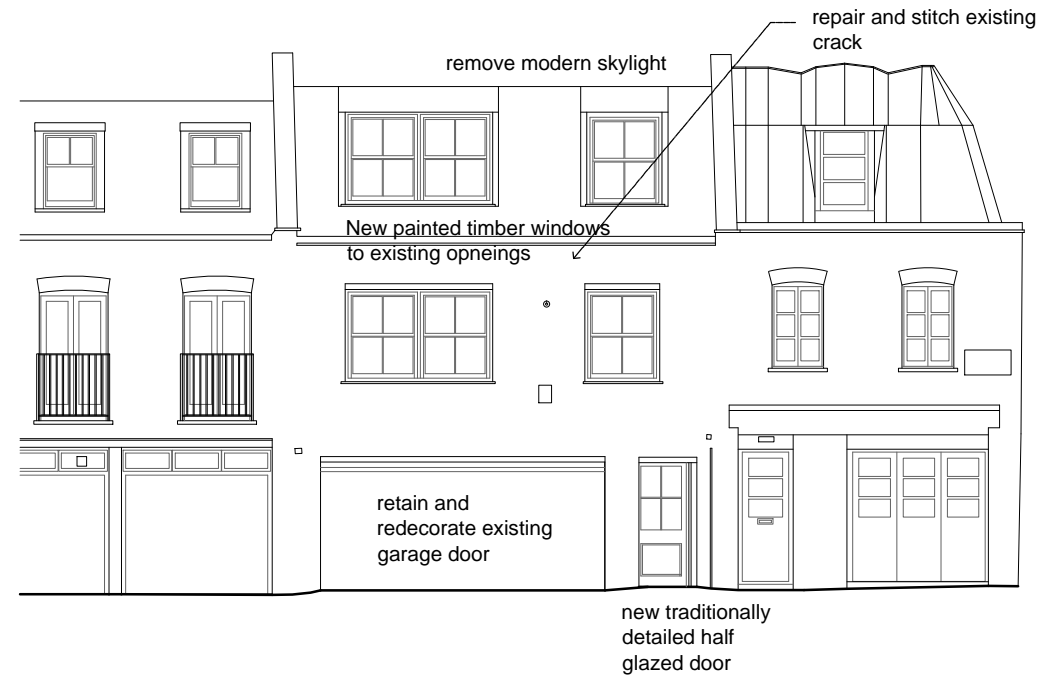 repair and stitch existing
crack
remove modern skylight
New painted timber windows
to existing opneings
retain and
redecorate existing
garage door
new traditionally
detailed half
glazed door